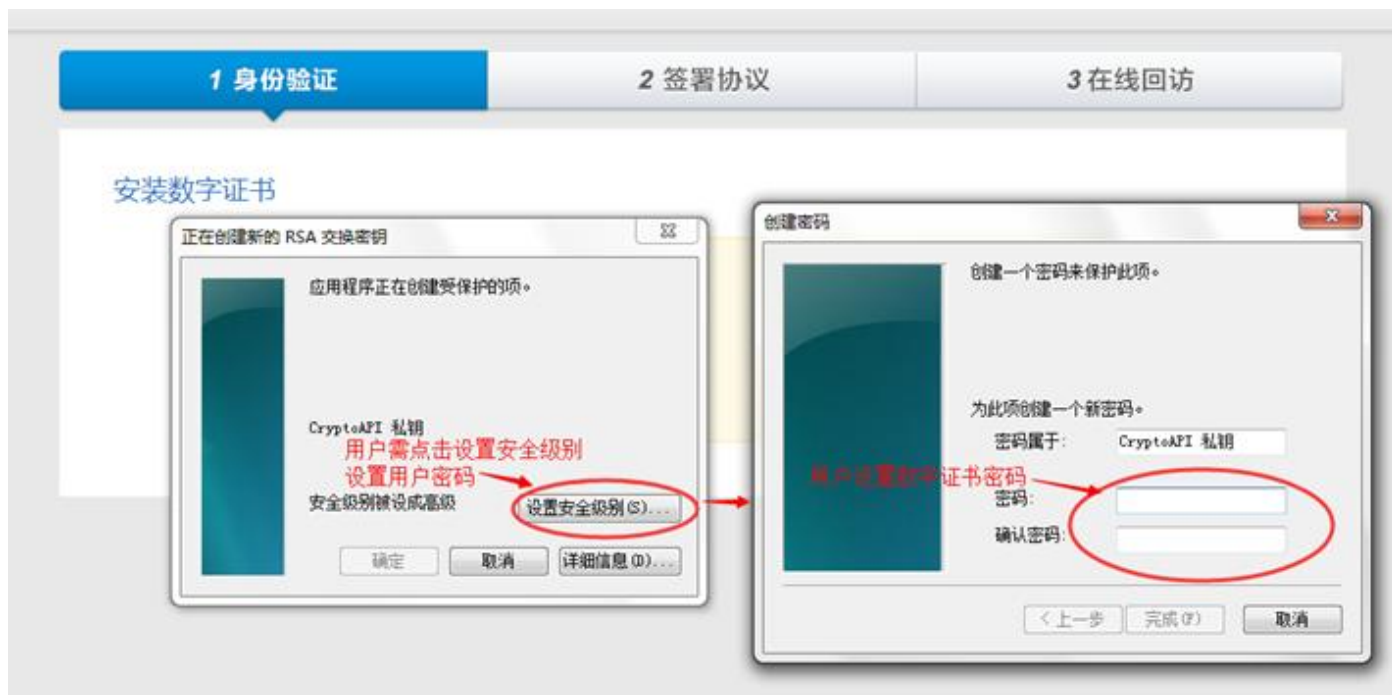 1 身份验证
2 签署协议
3 在线回访
安装数字证书
正在创建新的 RSA 交换密钥
应用程序正在创建受保护的项。
CryptoAPI 私钥
用户需点击设置安全级别
设置用户密码
安全级别被设成高级
设置安全级别(S)...
确定
取消
详细信息(D)...
创建密码
创建一个密码来保护此项。
为此项创建一个新密码。
密码属于:
CryptoAPI 私钥
用户设置数字证书密码
密码:
确认密码:
<上一步
完成(F)
取消